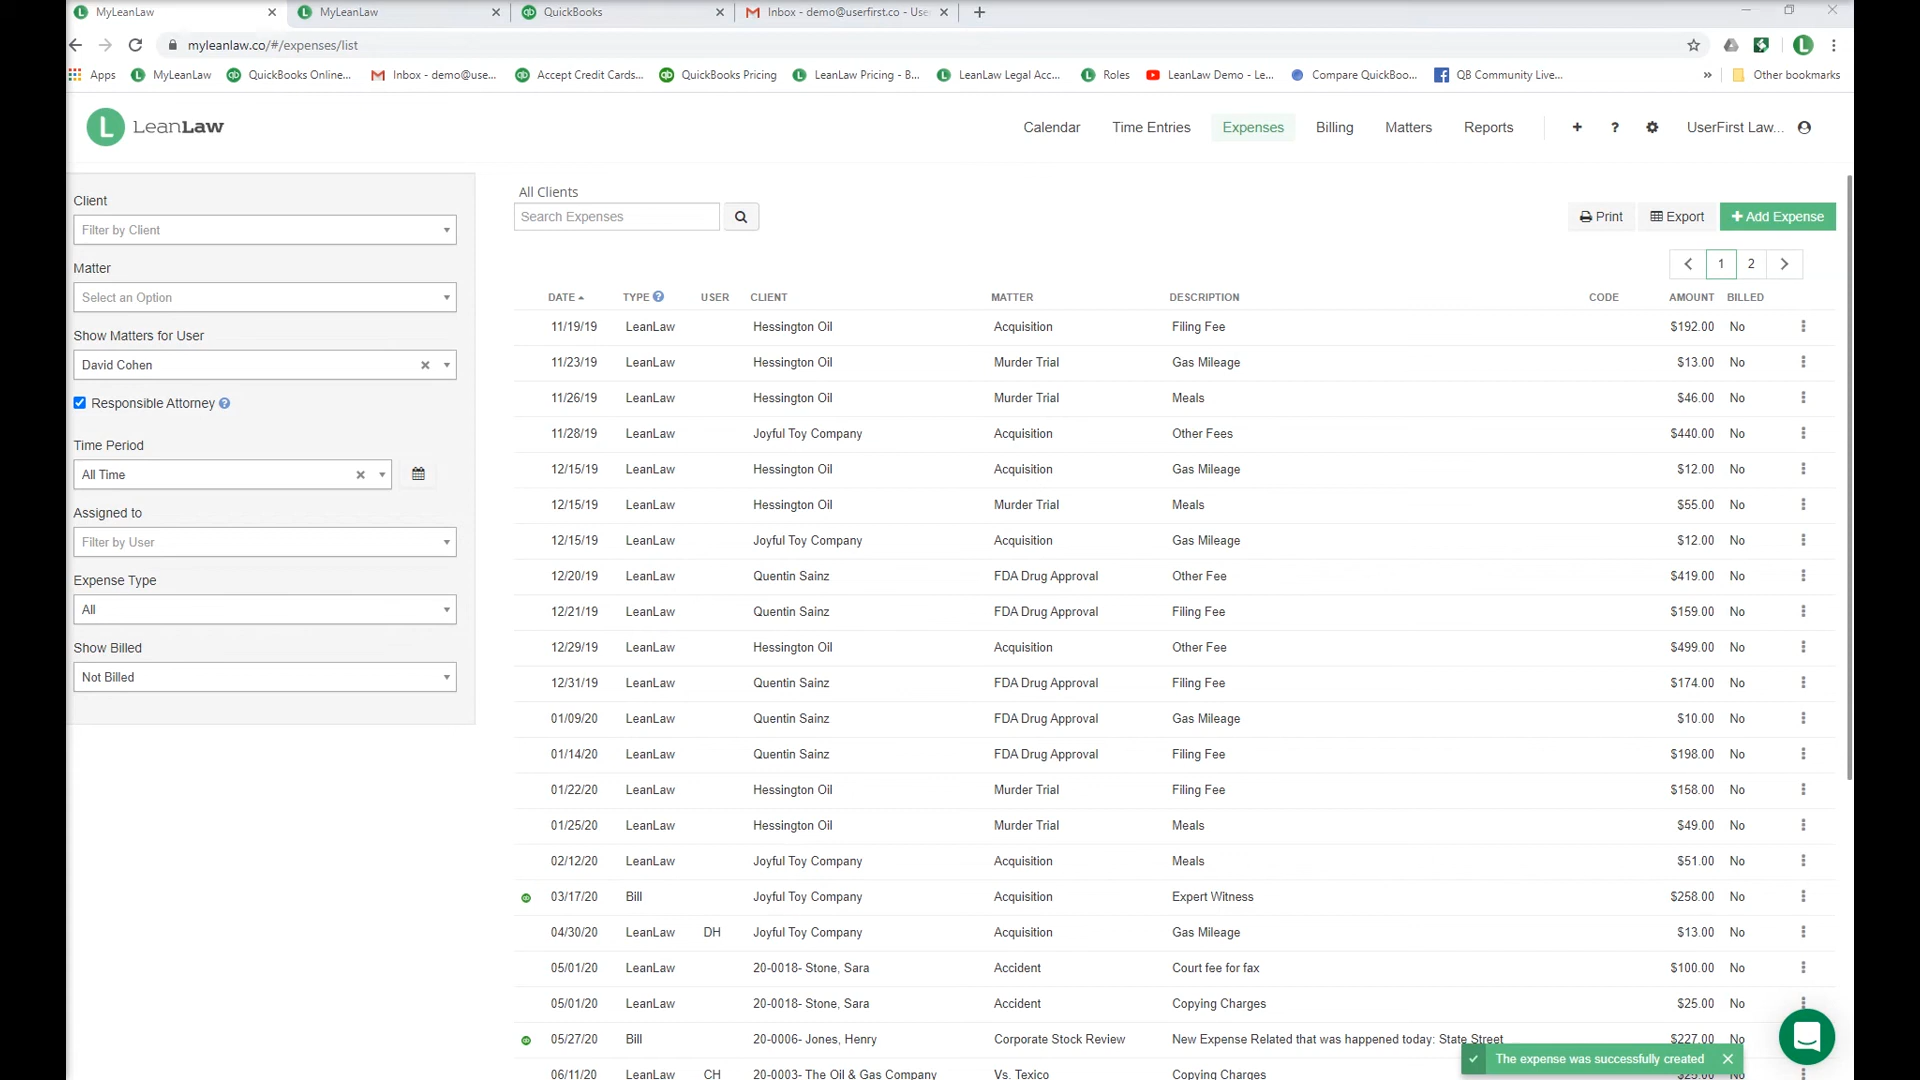 MyLeanLaw
MyLeanLaw
QuickBooks
Inbox - demo@userfirst.co - Use
myleanlaw.co/#/expenses/list
Apps MyLeanLaw QuickBooks Online... Inbox - demo@use... Accept Credit Cards... QuickBooks Pricing LeanLaw Pricing - B... LeanLaw Legal Acc... Roles LeanLaw Demo - Le... Compare QuickBoo... QB Community Live... » Other bookmarks
L LeanLaw Calendar Time Entries Expenses Billing Matters Reports + ? UserFirst Law...
Client
Filter by Client
Matter
Select an Option
Show Matters for User
David Cohen
Responsible Attorney ?
Time Period
All Time
Assigned to
Filter by User
Expense Type
All
Show Billed
Not Billed
All Clients
Search Expenses
Print Export + Add Expense
1 2
DATE TYPE ? USER CLIENT MATTER DESCRIPTION CODE AMOUNT BILLED
11/19/19 LeanLaw Hessington Oil Acquisition Filing Fee $192.00 No
11/23/19 LeanLaw Hessington Oil Murder Trial Gas Mileage $13.00 No
11/26/19 LeanLaw Hessington Oil Murder Trial Meals $46.00 No
11/28/19 LeanLaw Joyful Toy Company Acquisition Other Fees $440.00 No
12/15/19 LeanLaw Hessington Oil Acquisition Gas Mileage $12.00 No
12/15/19 LeanLaw Hessington Oil Murder Trial Meals $55.00 No
12/15/19 LeanLaw Joyful Toy Company Acquisition Gas Mileage $12.00 No
12/20/19 LeanLaw Quentin Sainz FDA Drug Approval Other Fee $419.00 No
12/21/19 LeanLaw Quentin Sainz FDA Drug Approval Filing Fee $159.00 No
12/29/19 LeanLaw Hessington Oil Acquisition Other Fee $499.00 No
12/31/19 LeanLaw Quentin Sainz FDA Drug Approval Filing Fee $174.00 No
01/09/20 LeanLaw Quentin Sainz FDA Drug Approval Gas Mileage $10.00 No
01/14/20 LeanLaw Quentin Sainz FDA Drug Approval Filing Fee $198.00 No
01/22/20 LeanLaw Hessington Oil Murder Trial Filing Fee $158.00 No
01/25/20 LeanLaw Hessington Oil Murder Trial Meals $49.00 No
02/12/20 LeanLaw Joyful Toy Company Acquisition Meals $51.00 No
03/17/20 Bill Joyful Toy Company Acquisition Expert Witness $258.00 No
04/30/20 LeanLaw DH Joyful Toy Company Acquisition Gas Mileage $13.00 No
05/01/20 LeanLaw 20-0018- Stone, Sara Accident Court fee for fax $100.00 No
05/01/20 LeanLaw 20-0018- Stone, Sara Accident Copying Charges $25.00 No
05/27/20 Bill 20-0006- Jones, Henry Corporate Stock Review New Expense Related that was happened today: State Street $227.00 No
06/11/20 LeanLaw CH 20-0003- The Oil & Gas Company Vs. Texico Copying Charges $25.00 No
The expense was successfully created